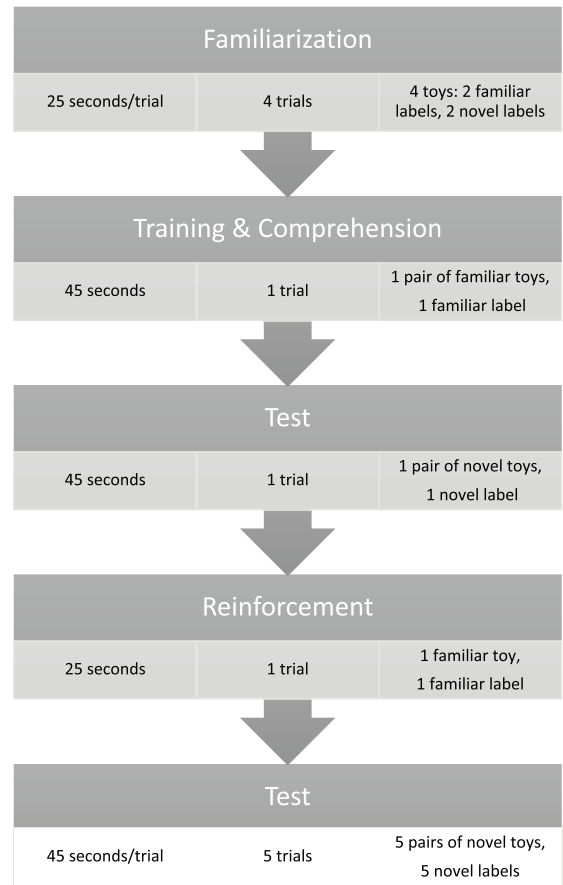 Familiarization
25 seconds/trial
4 trials
4 toys: 2 familiar
labels, 2 novel labels
Training & Comprehension
45 seconds
1 trial
1 pair of familiar toys,
1 familiar label
Test
45 seconds
1 trial
1 pair of novel toys,
1 novel label
Reinforcement
25 seconds
1 trial
1 familiar toy,
1 familiar label
Test
45 seconds/trial
5 trials
5 pairs of novel toys,
5 novel labels